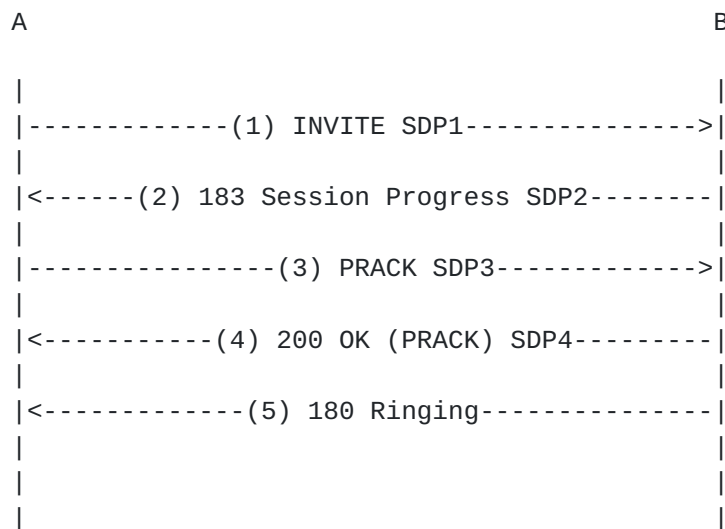 A                                            B

|                                            |
|-------------(1) INVITE SDP1--------------->|
|                                            |
|<------(2) 183 Session Progress SDP2--------|
|                                            |
|----------------(3) PRACK SDP3------------->|
|                                            |
|<-----------(4) 200 OK (PRACK) SDP4---------|
|                                            |
|<-------------(5) 180 Ringing---------------|
|                                            |
|                                            |
|                                            |